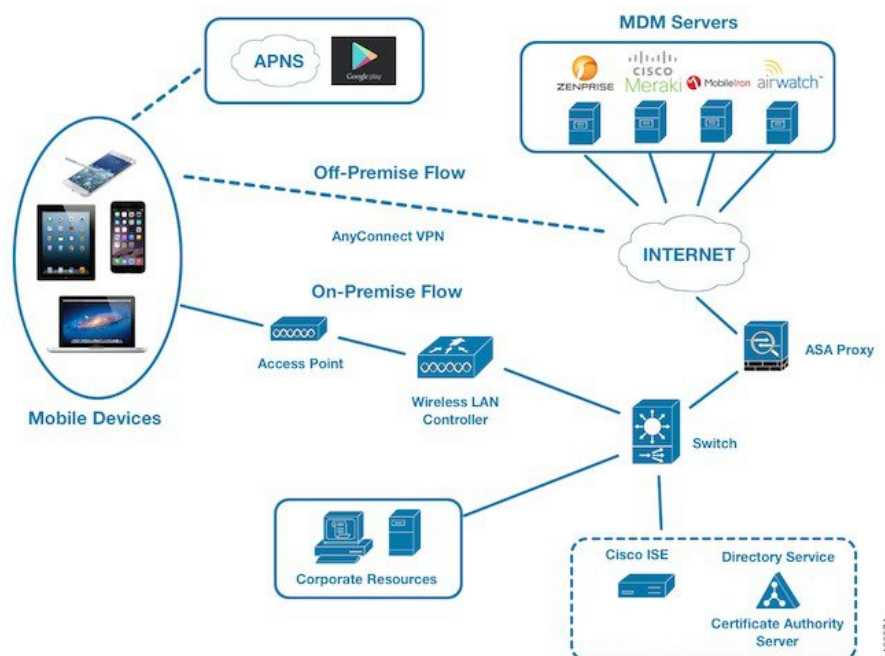 MDM Servers
APNS
Google play
ZENPRISE
CISCO
Meraki
MobileIron
airwatch
Off-Premise Flow
AnyConnect VPN
INTERNET
On-Premise Flow
Access Point
ASA Proxy
Wireless LAN
Controller
Mobile Devices
Switch
Corporate Resources
Cisco ISE
Directory Service
Certificate Authority
Server